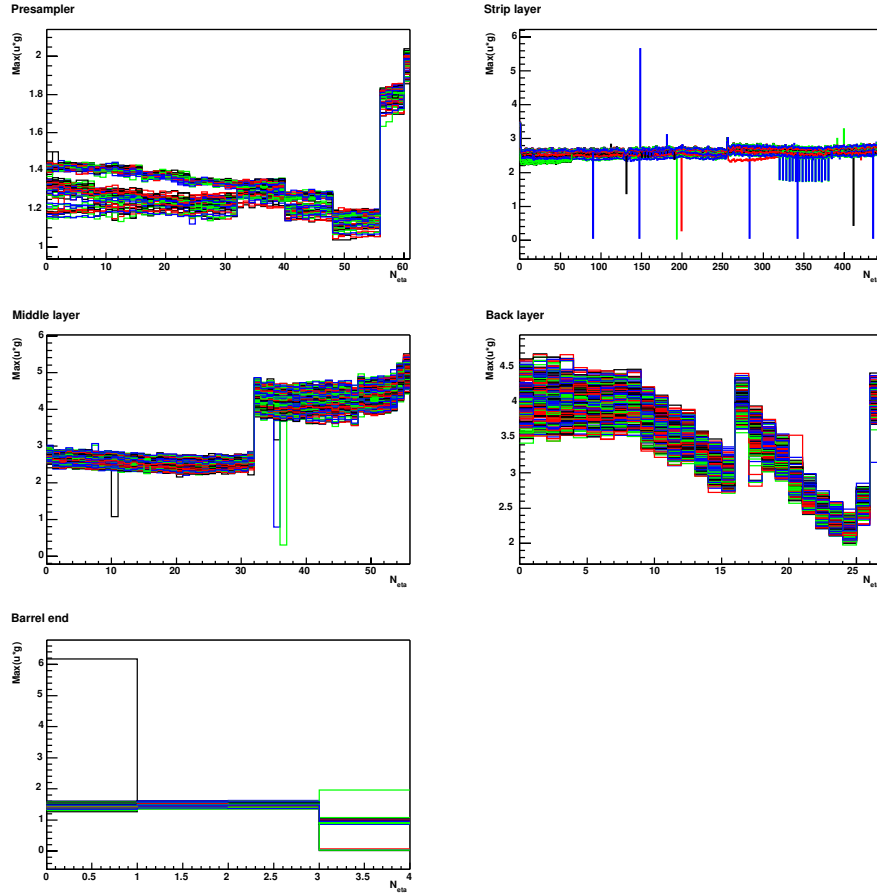 Presampler
Max(u*g)
2
1.8
1.6
1.4
1.2
1
0 10 20 30 40 50 60
N_eta
Strip layer
Max(u*g)
6
5
4
3
2
1
0
0 50 100 150 200 250 300 350 400
N_eta
Middle layer
Max(u*g)
6
5
4
3
2
1
0
0 10 20 30 40 50
N_eta
Back layer
Max(u*g)
4.5
4
3.5
3
2.5
2
0 5 10 15 20 25
N_eta
Barrel end
Max(u*g)
6
5
4
3
2
1
0
0 0.5 1 1.5 2 2.5 3 3.5 4
N_eta